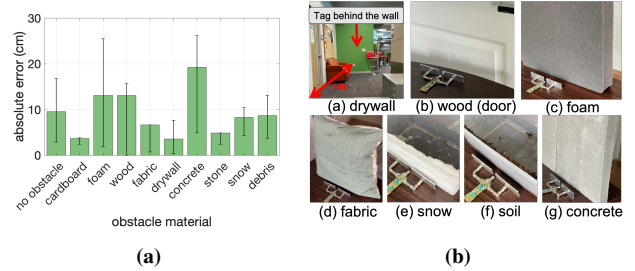 30
20
10
0
absolute error (cm)
no obstacle
cardboard
foam
wood
fabric
drywall
concrete
stone
snow
debris
obstacle material
(a)
Tag behind the wall
(a) drywall
(b) wood (door)
(c) foam
(d) fabric
(e) snow
(f) soil
(g) concrete
(b)